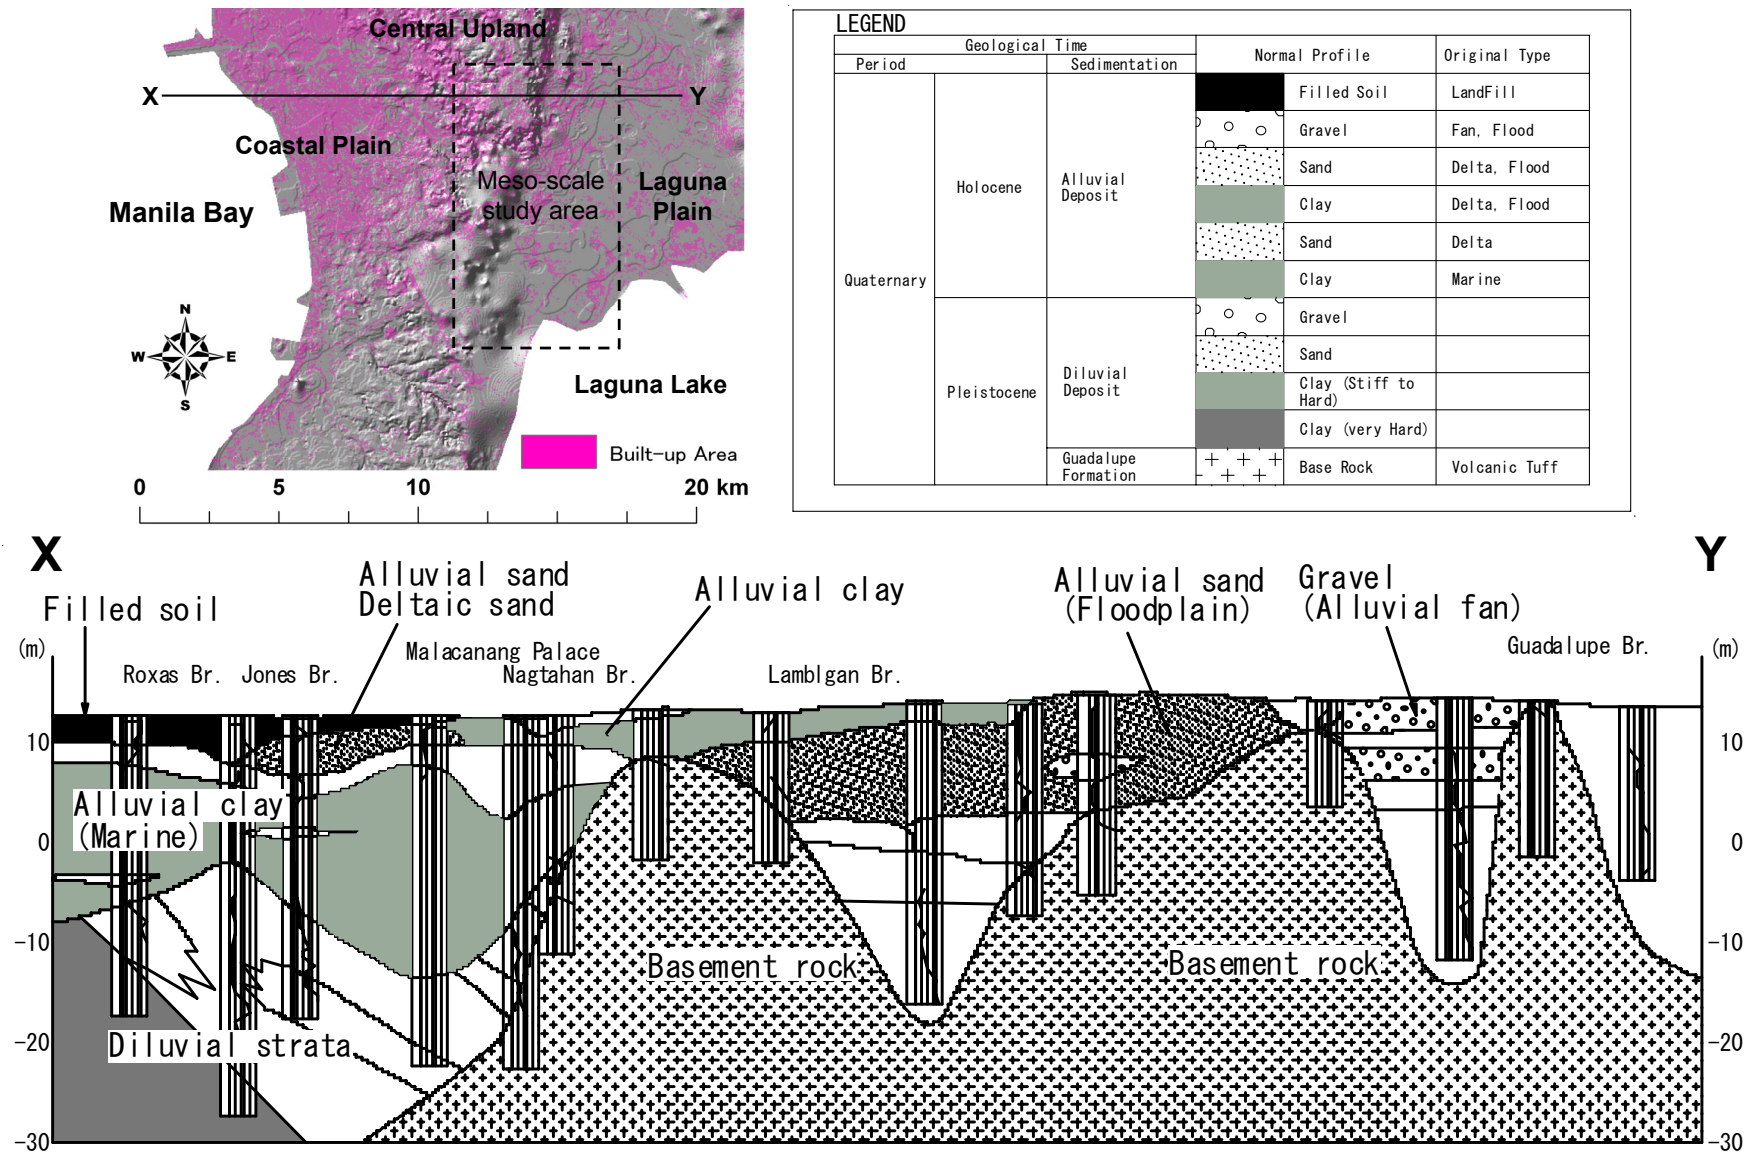 Central Upland
X
Y
Coastal Plain
Meso-scale
study area
Laguna
Plain
Manila Bay
N
W
E
S
Laguna Lake
Built-up Area
0
5
10
20 km
LEGEND
Geological Time
Normal Profile
Original Type
Period
Sedimentation
Quaternary
Holocene
Alluvial
Deposit
Filled Soil
LandFill
Gravel
Fan, Flood
Sand
Delta, Flood
Clay
Delta, Flood
Sand
Delta
Clay
Marine
Pleistocene
Diluvial
Deposit
Gravel
Sand
Clay (Stiff to
Hard)
Clay (very Hard)
Guadalupe
Formation
Base Rock
Volcanic Tuff
X
Y
Filled soil
Alluvial sand
Deltaic sand
Alluvial clay
Alluvial sand
(Floodplain)
Gravel
(Alluvial fan)
(m)
Roxas Br.
Jones Br.
Malacanang Palace
Nagtahan Br.
Lamblgan Br.
Guadalupe Br.
(m)
10
10
Alluvial clay
(Marine)
0
0
-10
-10
Basement rock
Basement rock
Diluvial strata
-20
-20
-30
-30